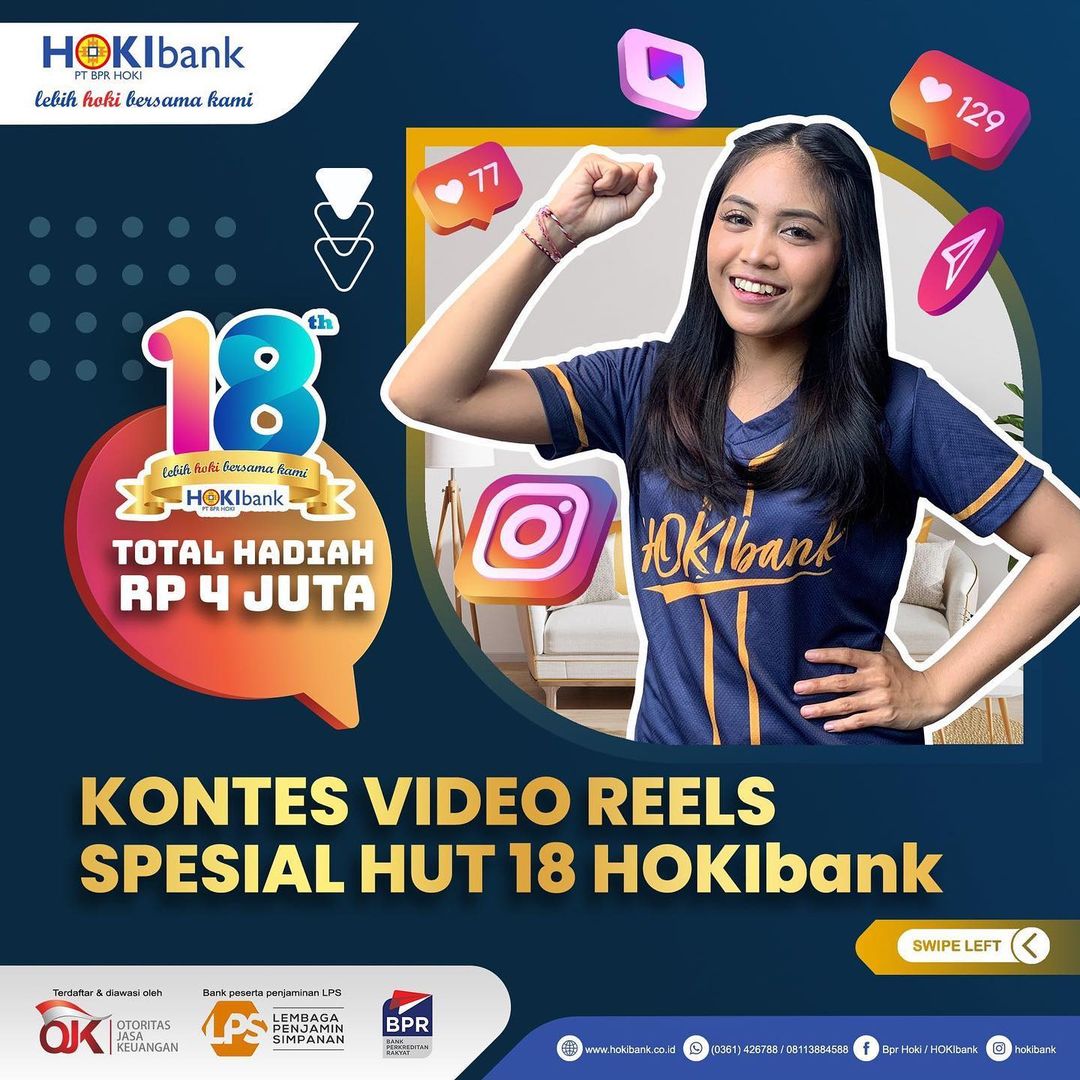 HOKIbank
PT BPR HOKI
lebih hoki bersama kami
77
129
18th
lebih hoki bersama kami
HOKIbank
PT BPR HOKI
TOTAL HADIAH
RP 4 JUTA
HOKIbank
KONTES VIDEO REELS
SPESIAL HUT 18 HOKIbank
SWIPE LEFT
Terdaftar & diawasi oleh
OJK
OTORITAS
JASA
KEUANGAN
Bank peserta penjaminan LPS
LPS
LEMBAGA
PENJAMIN
SIMPANAN
BPR
BANK
PERKREDITAN
RAKYAT
www.hokibank.co.id
(0361) 426788 / 08113884588
Bpr Hoki / HOKIbank
hokibank